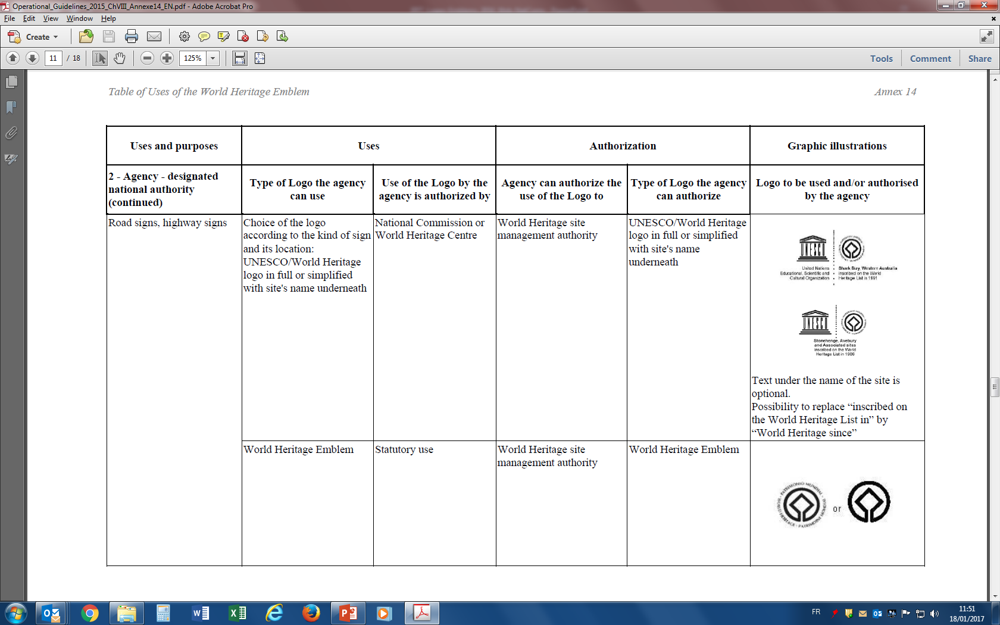 Operational_Guidelines_2015_ChVIII_Annexe14_EN.pdf - Adobe Acrobat Pro
File Edit View Window Help
Create
11 / 18
125%
Tools Comment Share
Table of Uses of the World Heritage Emblem
Annex 14
Uses and purposes
Uses
Authorization
Graphic illustrations
2 - Agency - designated
national authority
(continued)
Type of Logo the agency
can use
Use of the Logo by the
agency is authorized by
Agency can authorize the
use of the Logo to
Type of Logo the agency
can authorize
Logo to be used and/or authorised
by the agency
Road signs, highway signs
Choice of the logo
according to the kind of sign
and its location:
UNESCO/World Heritage
logo in full or simplified
with site's name underneath
National Commission or
World Heritage Centre
World Heritage site
management authority
UNESCO/World Heritage
logo in full or simplified
with site's name
underneath
UNESCO
United Nations
Educational, Scientific and
Cultural Organization
Shark Bay, Western Australia
inscribed on the World
Heritage List in 1991
UNESCO
Stonehenge, Avebury
and Associated sites
inscribed on the World
Heritage List in 1986
Text under the name of the site is
optional.
Possibility to replace “inscribed on
the World Heritage List in” by
“World Heritage since”
World Heritage Emblem
Statutory use
World Heritage site
management authority
World Heritage Emblem
WORLD HERITAGE • PATRIMOINE MONDIAL • PATRIMONIO MUNDIAL
or
FR
11:51
18/01/2017